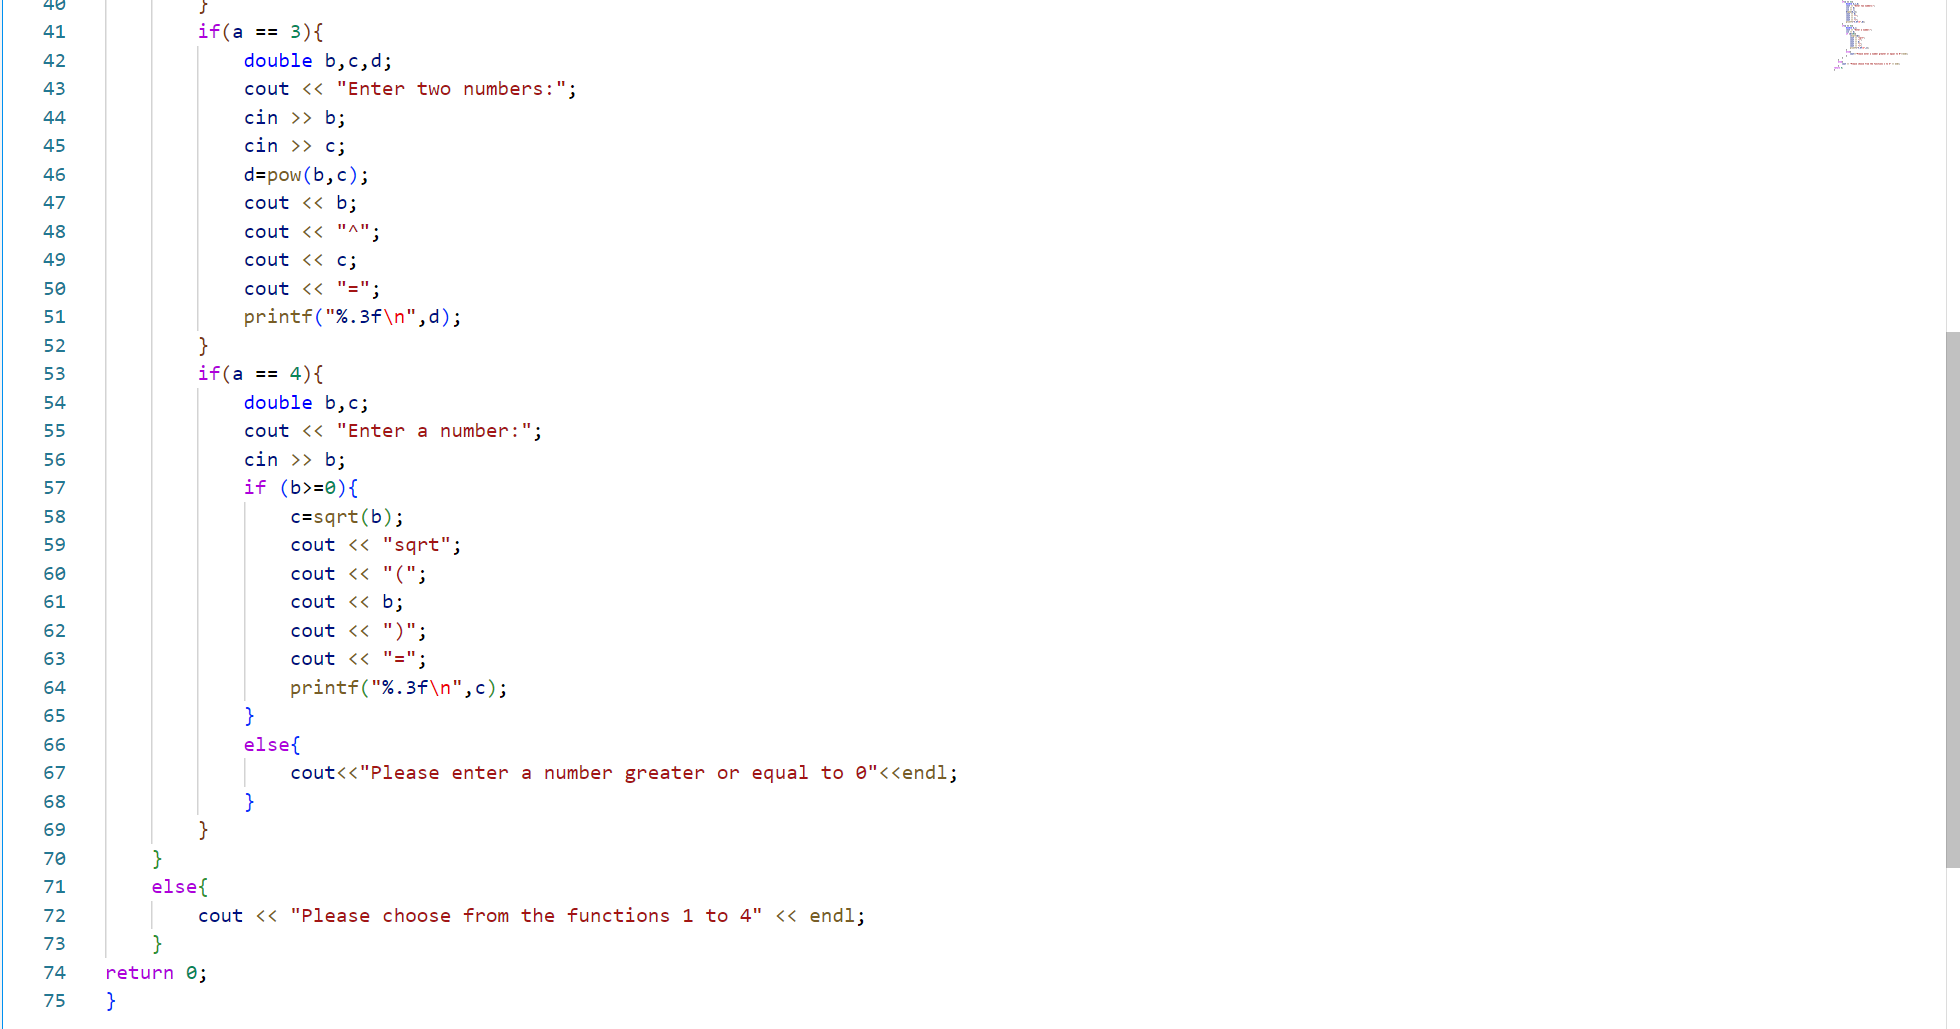 40 }
41 if(a == 3){
42 double b,c,d;
43 cout << "Enter two numbers:";
44 cin >> b;
45 cin >> c;
46 d=pow(b,c);
47 cout << b;
48 cout << "^";
49 cout << c;
50 cout << "=";
51 printf("%.3f\n",d);
52 }
53 if(a == 4){
54 double b,c;
55 cout << "Enter a number:";
56 cin >> b;
57 if (b>=0){
58 c=sqrt(b);
59 cout << "sqrt";
60 cout << "(";
61 cout << b;
62 cout << ")";
63 cout << "=";
64 printf("%.3f\n",c);
65 }
66 else{
67 cout<<"Please enter a number greater or equal to 0"<<endl;
68 }
69 }
70 }
71 else{
72 cout << "Please choose from the functions 1 to 4" << endl;
73 }
74 return 0;
75 }